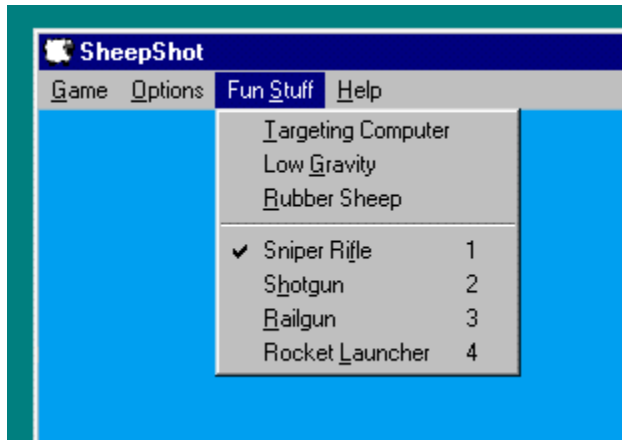 SheepShot
Game Options Fun Stuff Help
Targeting Computer
Low Gravity
Rubber Sheep
Sniper Rifle 1
Shotgun 2
Railgun 3
Rocket Launcher 4